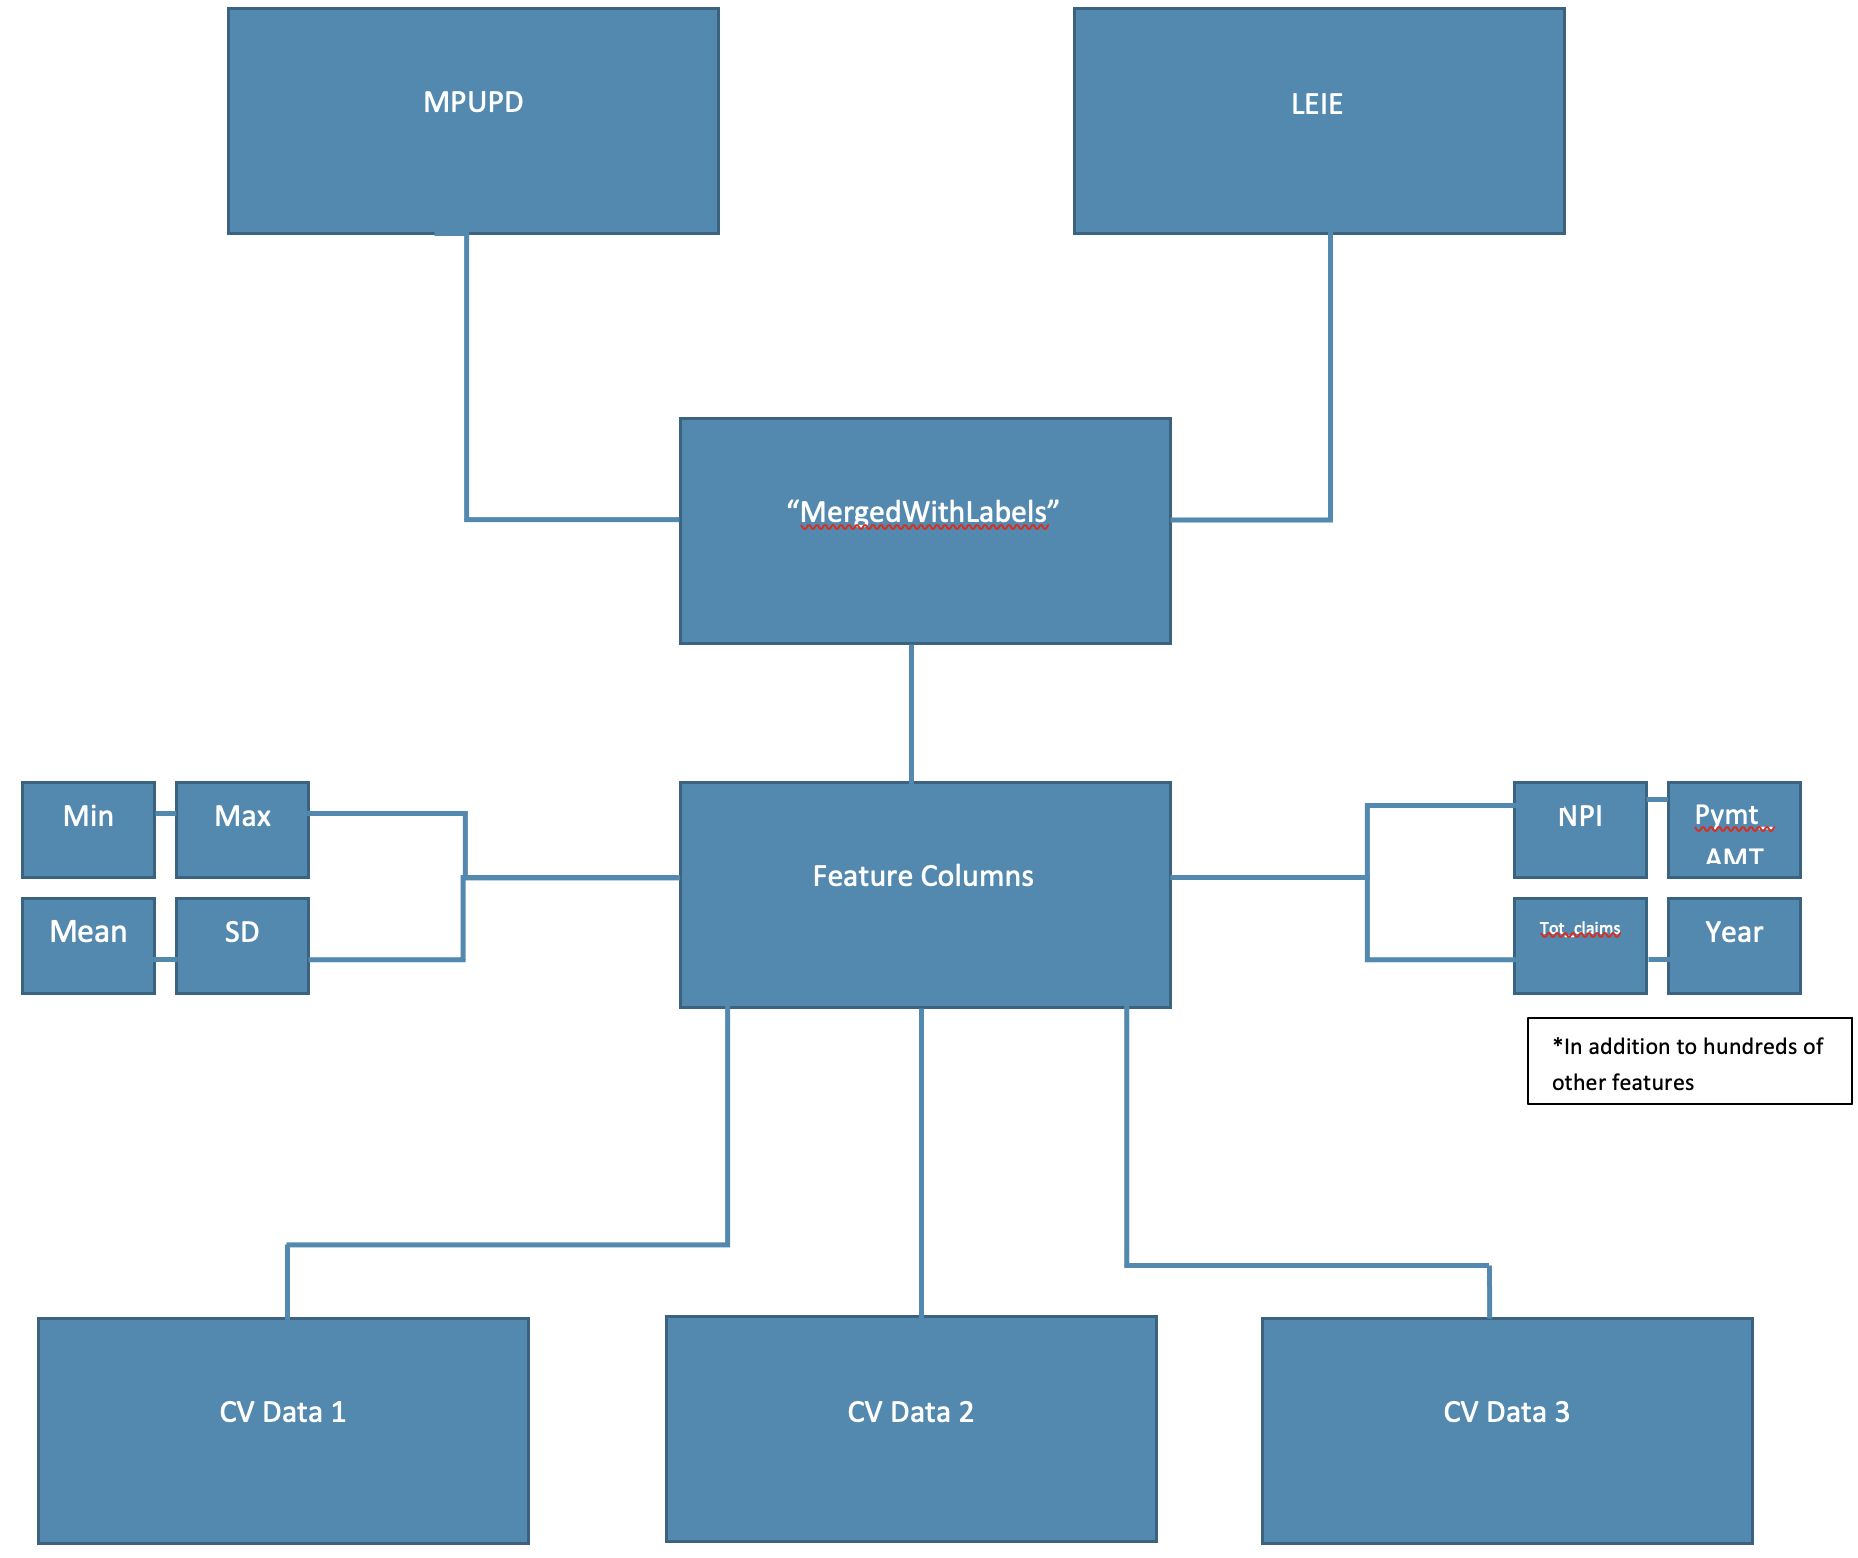 MPUPD
LEIE
“MergedWithLabels”
Min
Max
Mean
SD
Feature Columns
NPI
Pymt_
AMT
Tot_claims
Year
*In addition to hundreds of
other features
CV Data 1
CV Data 2
CV Data 3